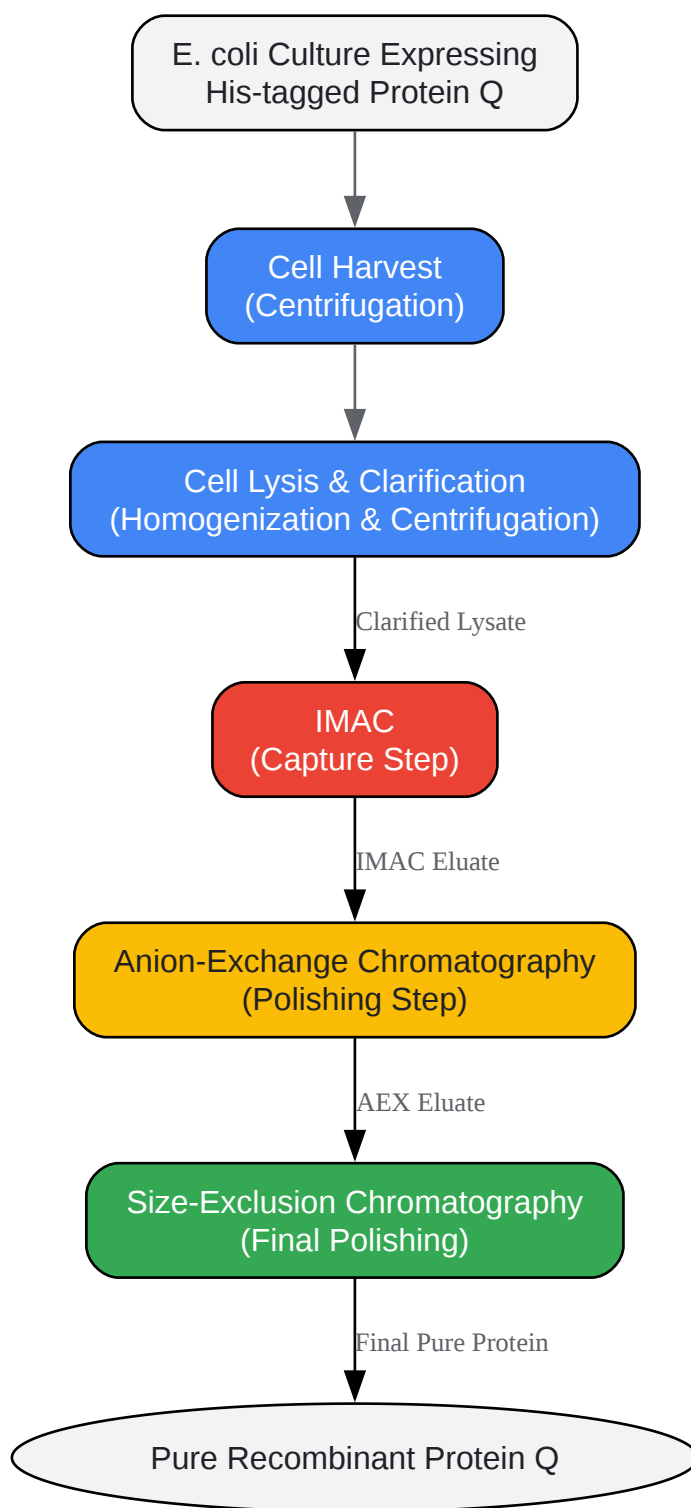 E. coli Culture Expressing
His-tagged Protein Q
Cell Harvest
(Centrifugation)
Cell Lysis & Clarification
(Homogenization & Centrifugation)
Clarified Lysate
IMAC
(Capture Step)
IMAC Eluate
Anion-Exchange Chromatography
(Polishing Step)
AEX Eluate
Size-Exclusion Chromatography
(Final Polishing)
Final Pure Protein
Pure Recombinant Protein Q